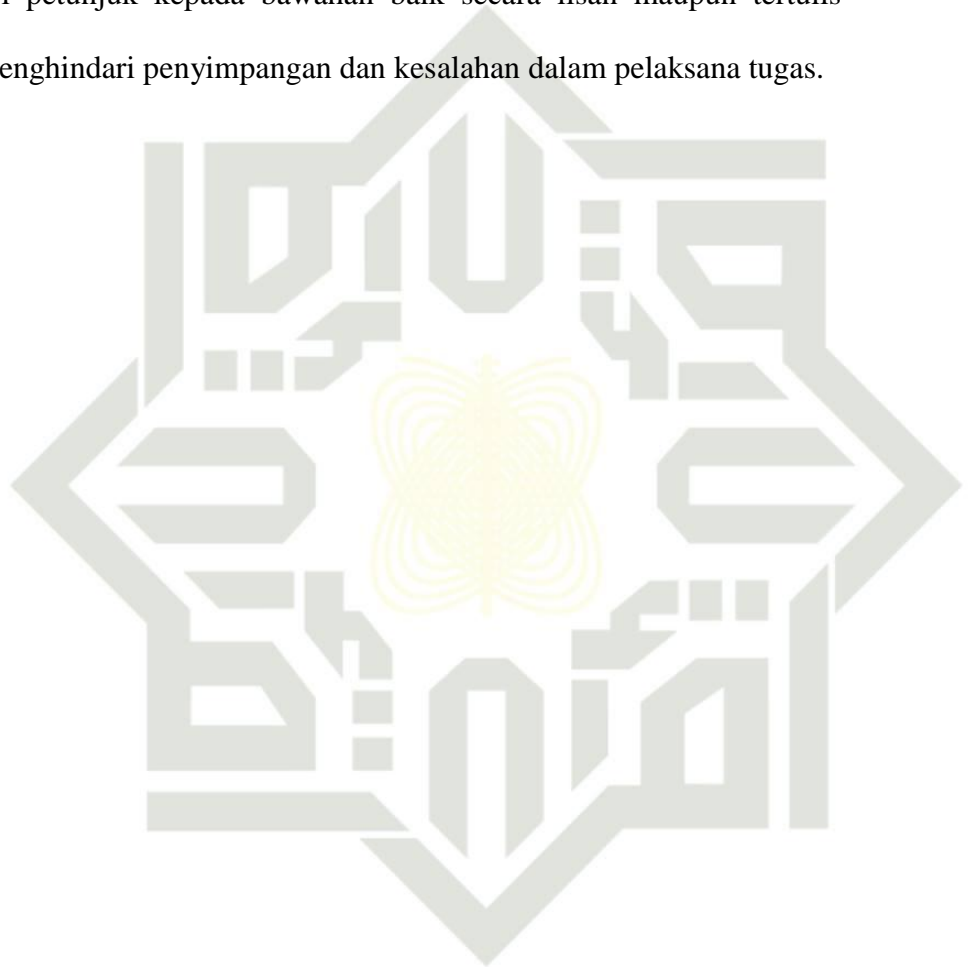 i petunjuk kepada bawahan baik secara lisan maupun tertulis
enghindari penyimpangan dan kesalahan dalam pelaksana tugas.